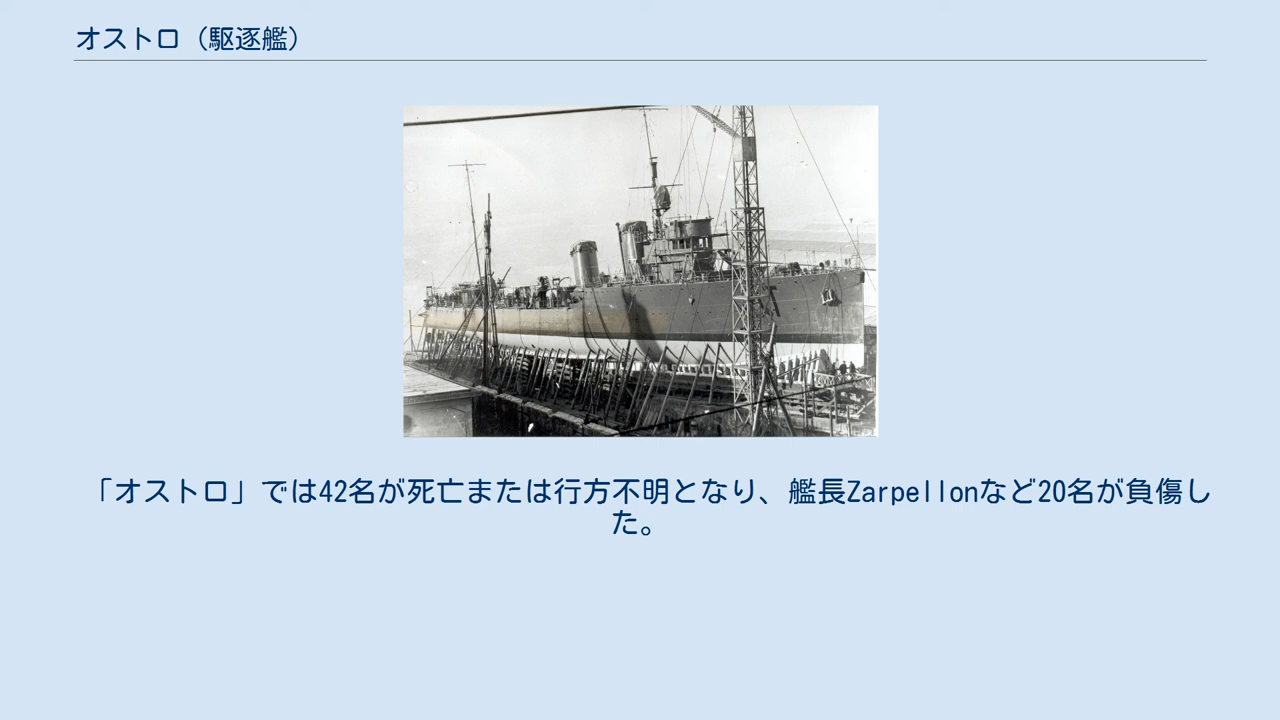 オストロ（駆逐艦）
「オストロ」では42名が死亡または行方不明となり、艦長Zarpellonなど20名が負傷し
た。